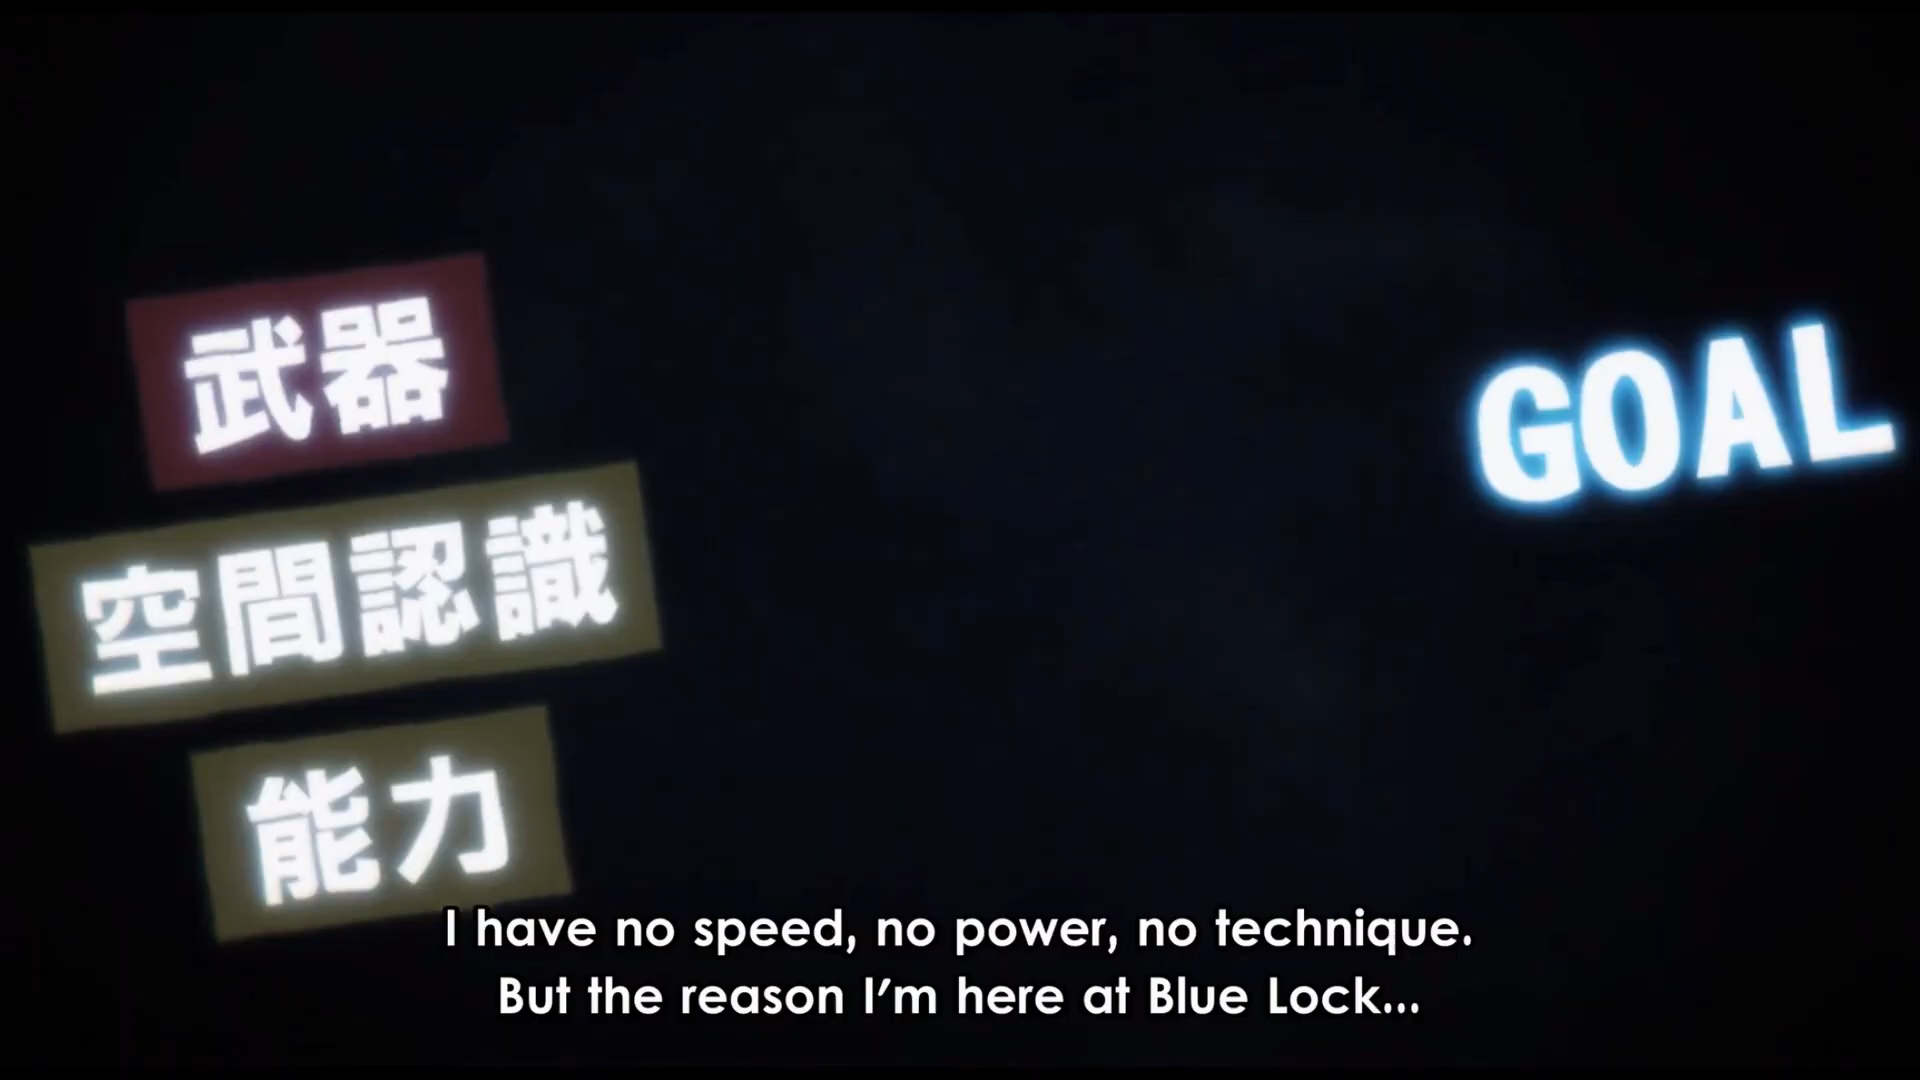 武器
空間認識
能力
GOAL
I have no speed, no power, no technique.
But the reason I'm here at Blue Lock...